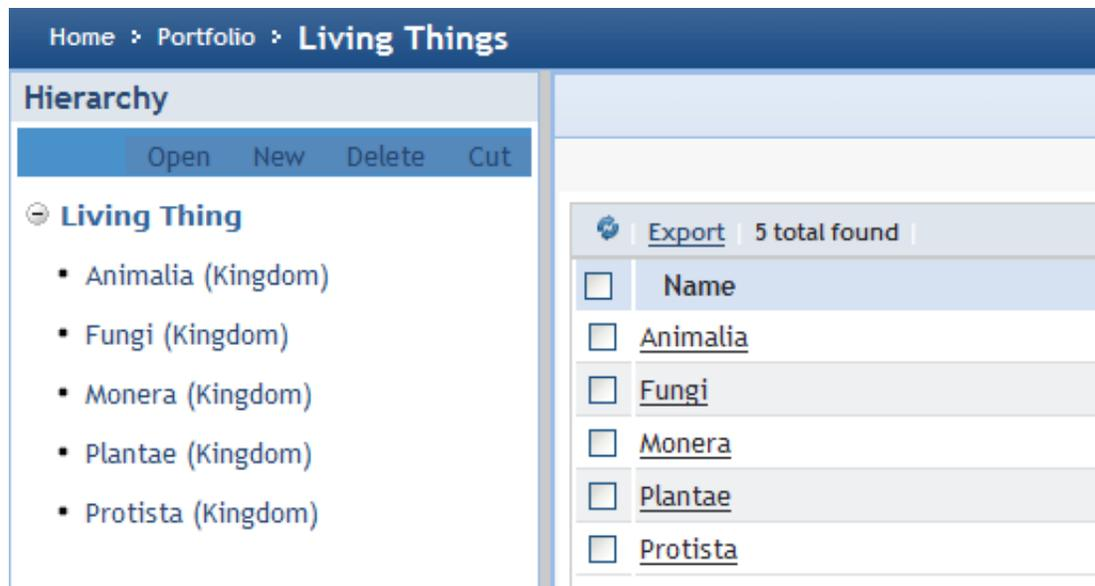 Home > Portfolio > Living Things
Hierarchy
Open New Delete Cut
Living Thing
• Animalia (Kingdom)
• Fungi (Kingdom)
• Monera (Kingdom)
• Plantae (Kingdom)
• Protista (Kingdom)
Export 5 total found
Name
Animalia
Fungi
Monera
Plantae
Protista